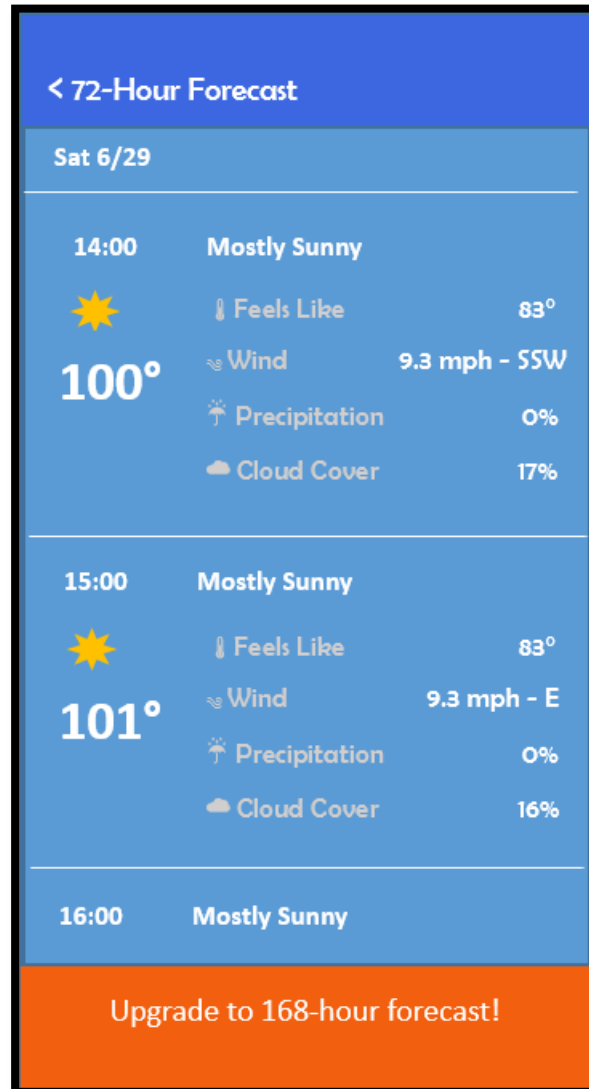 < 72-Hour Forecast
Sat 6/29
14:00 Mostly Sunny
Feels Like 83°
100°
Wind 9.3 mph - SSW
Precipitation 0%
Cloud Cover 17%
15:00 Mostly Sunny
Feels Like 83°
101°
Wind 9.3 mph - E
Precipitation 0%
Cloud Cover 16%
16:00 Mostly Sunny
Upgrade to 168-hour forecast!